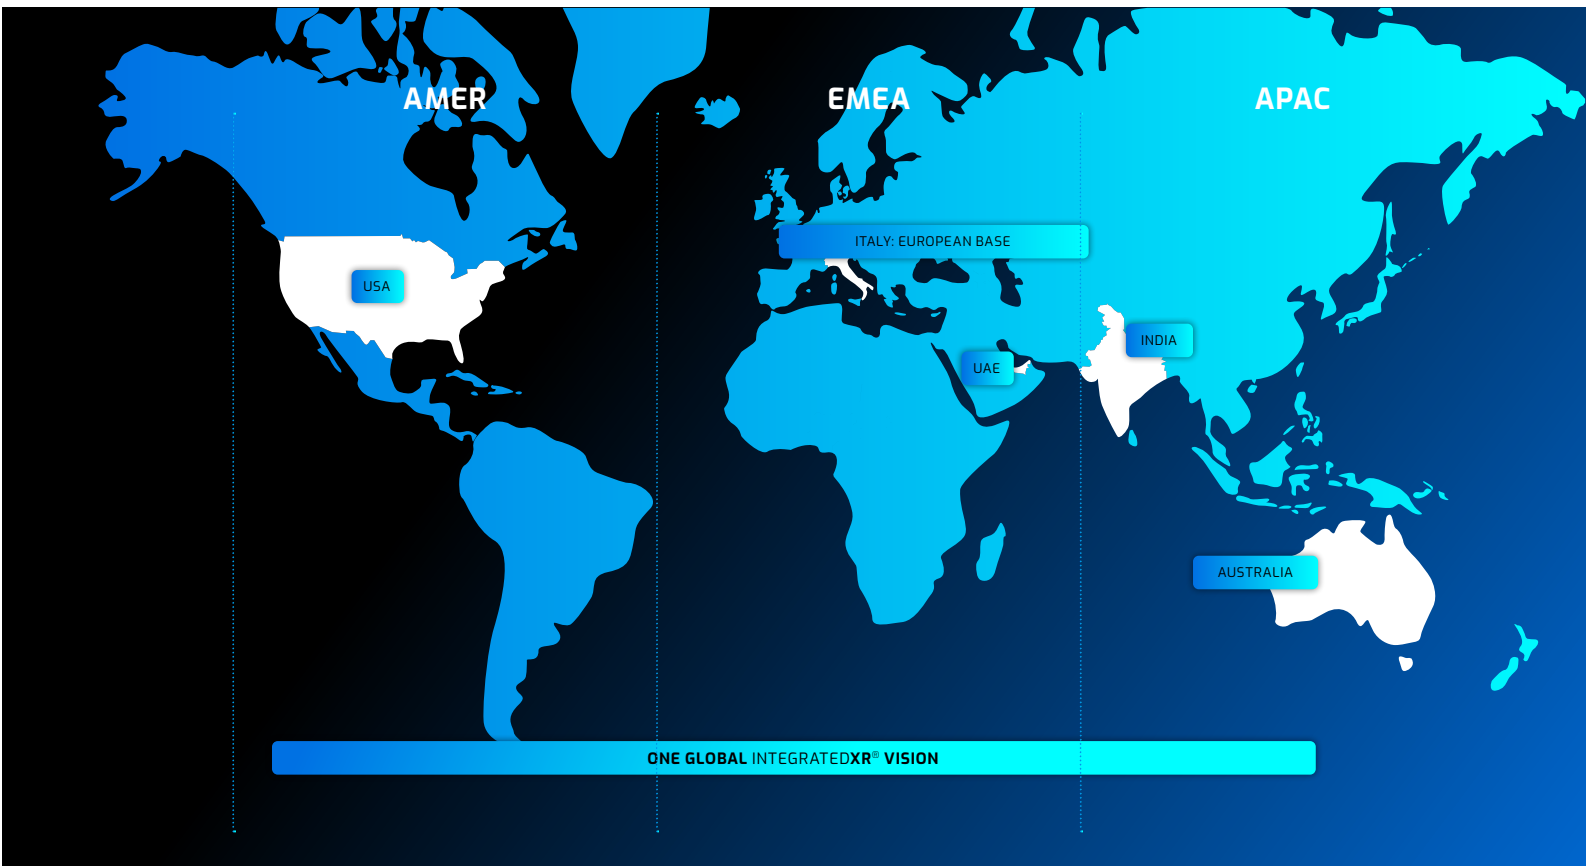 AMER
EMEA
APAC
ITALY: EUROPEAN BASE
USA
INDIA
UAE
AUSTRALIA
ONE GLOBAL INTEGRATEDXR® VISION